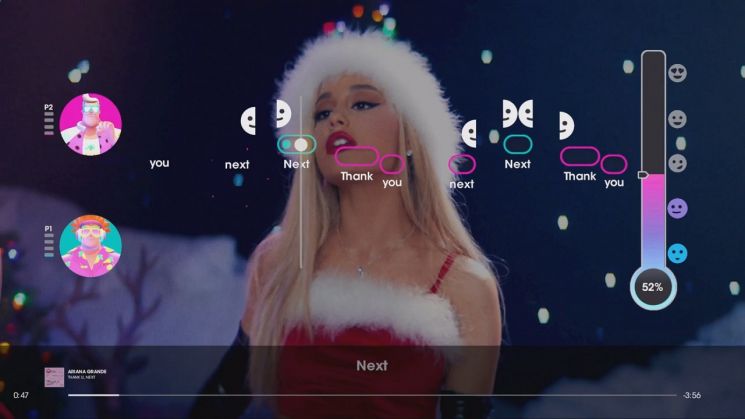 P2
you
next
Next
Thank
you
next
Next
Thank
you
P1
52%
Next
ARIANA GRANDE
THANK U, NEXT
0:47
-3:56